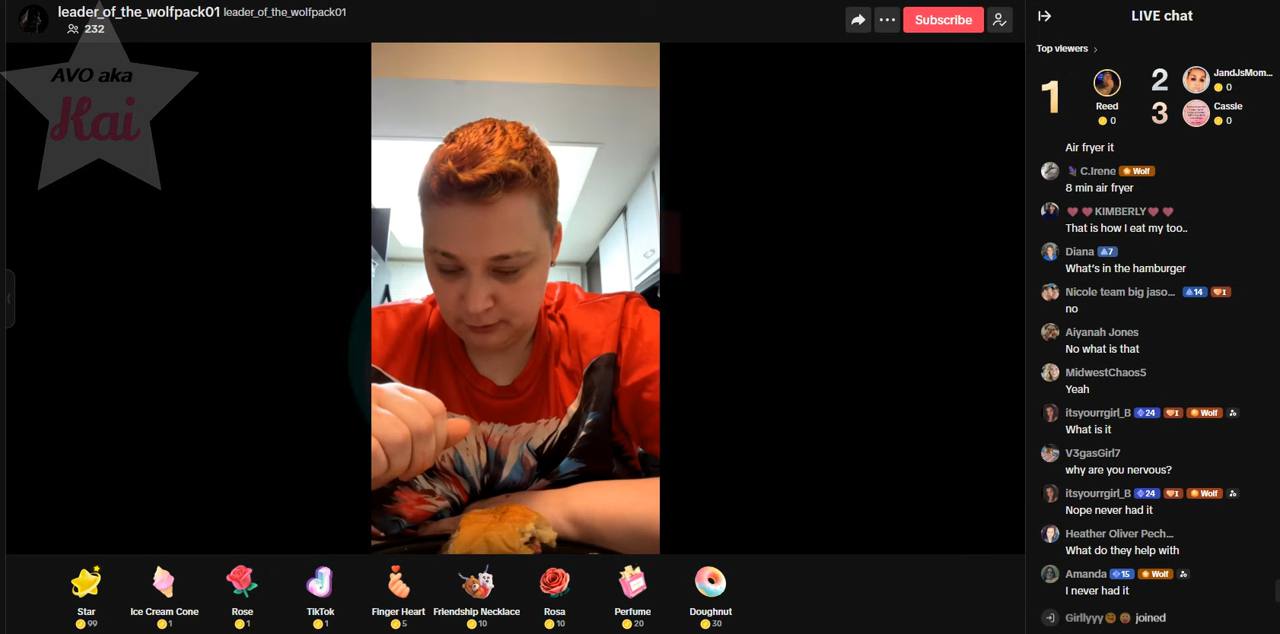 leader_of_the_wolfpack01 leader_of_the_wolfpack01
232
Subscribe
AVO aka
Kai
LIVE chat
Top viewers
1
Reed
0
2
JandJsMom...
0
3
Cassie
0
Air fryer it
C.Irene Wolf
8 min air fryer
KIMBERLY
That is how I eat my too..
Diana 7
What's in the hamburger
Nicole team big jaso... 14 I
no
Aiyanah Jones
No what is that
MidwestChaos5
Yeah
itsyourrgirl_B 24 I Wolf
What is it
V3gasGirl7
why are you nervous?
itsyourrgirl_B 24 I Wolf
Nope never had it
Heather Oliver Pech...
What do they help with
Amanda 15 Wolf
I never had it
Girllyyy joined
Star
99
Ice Cream Cone
1
Rose
1
TikTok
1
Finger Heart
5
Friendship Necklace
10
Rosa
10
Perfume
20
Doughnut
30